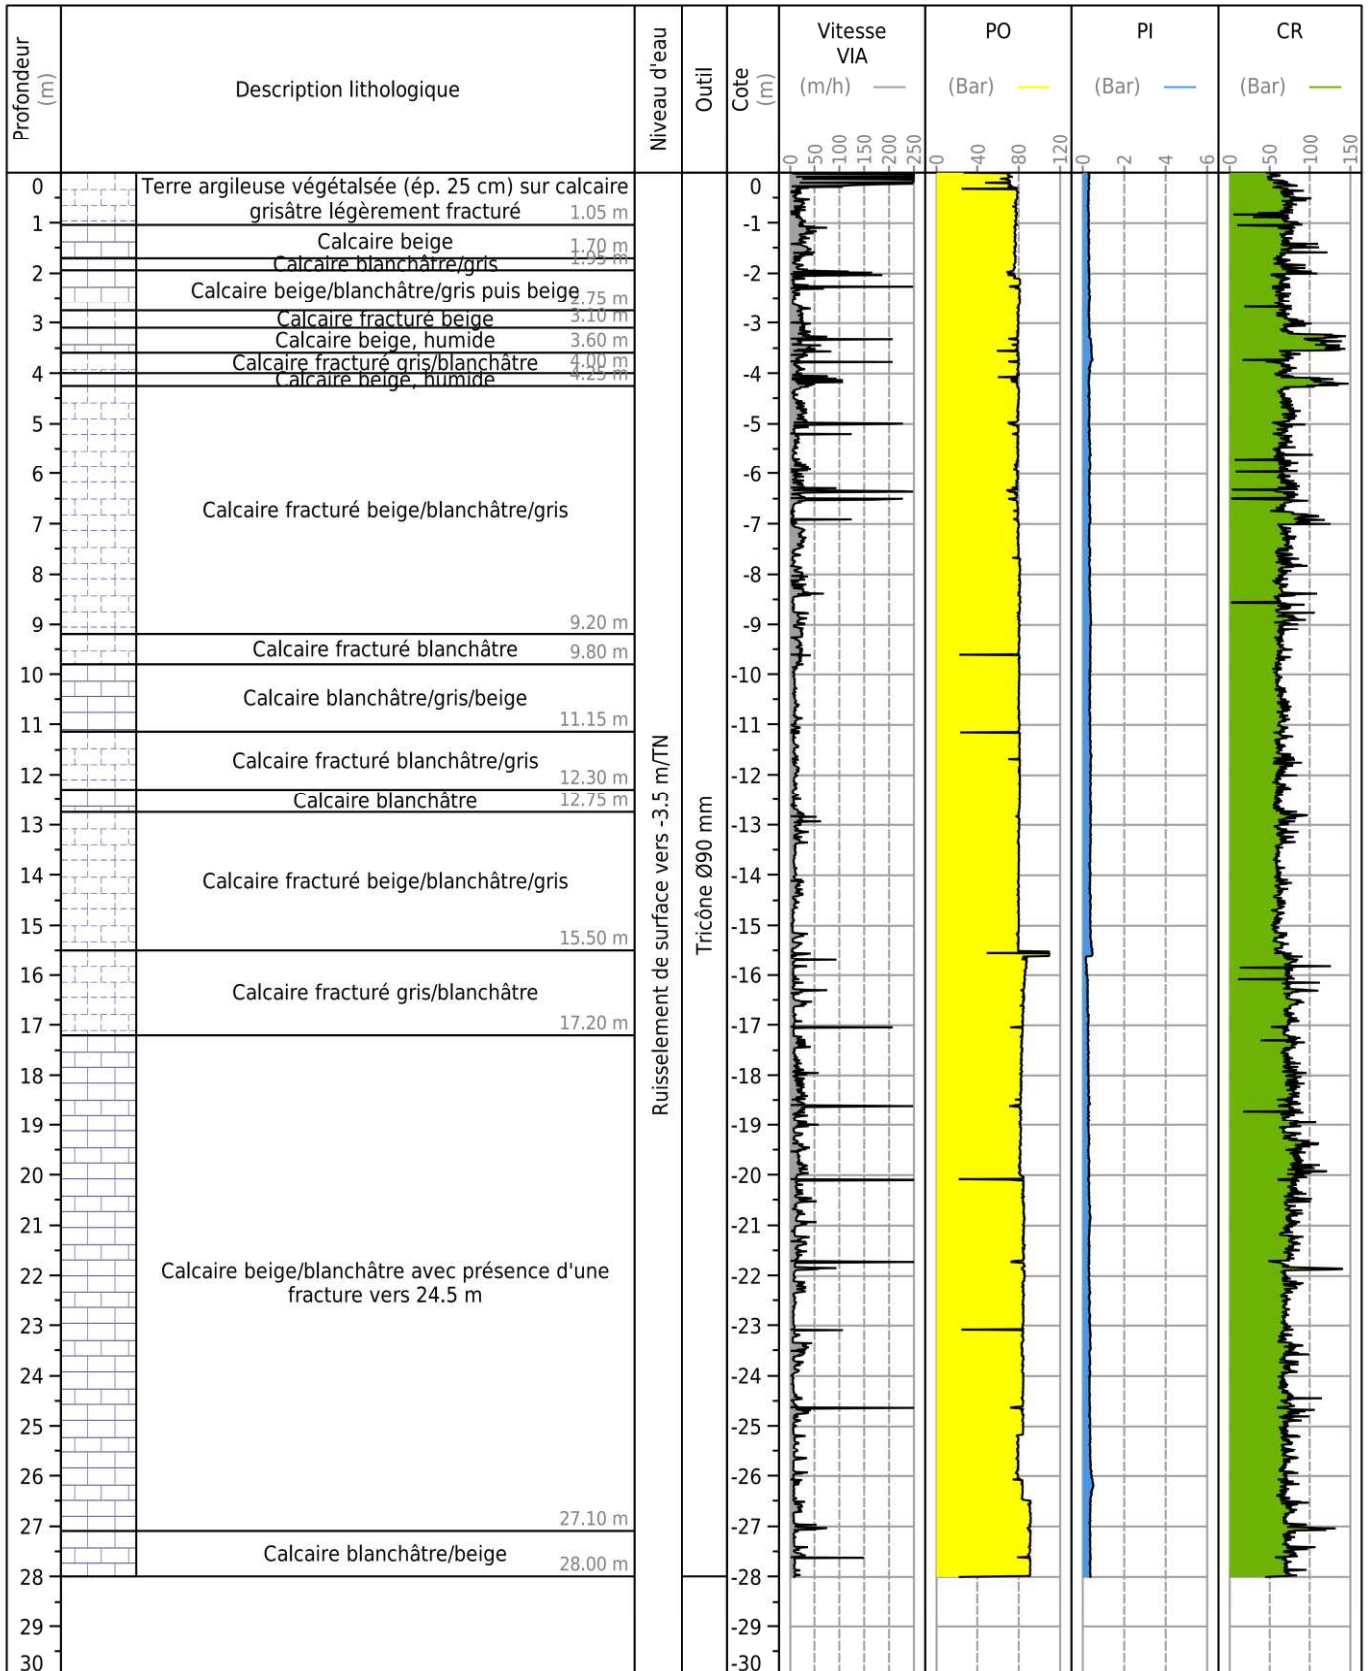 Profondeur
(m)
Description lithologique
Niveau d'eau
Outil
Cote
(m)
Vitesse
VIA
(m/h)
0
50
100
150
200
250
PO
(Bar)
0
40
80
120
PI
(Bar)
0
2
4
6
CR
(Bar)
0
50
100
150
0
1
2
3
4
5
6
7
8
9
10
11
12
13
14
15
16
17
18
19
20
21
22
23
24
25
26
27
28
29
30
Terre argileuse végétalsée (ép. 25 cm) sur calcaire
grisâtre légèrement fracturé
1.05 m
Calcaire beige
1.70 m
Calcaire blanchâtre/gris
1.95 m
Calcaire beige/blanchâtre/gris puis beige
2.75 m
Calcaire fracturé beige
3.10 m
Calcaire beige, humide
3.60 m
Calcaire fracturé gris/blanchâtre
4.00 m
Calcaire beige, humide
4.25 m
Calcaire fracturé beige/blanchâtre/gris
9.20 m
Calcaire fracturé blanchâtre
9.80 m
Calcaire blanchâtre/gris/beige
11.15 m
Calcaire fracturé blanchâtre/gris
12.30 m
Calcaire blanchâtre
12.75 m
Calcaire fracturé beige/blanchâtre/gris
15.50 m
Calcaire fracturé gris/blanchâtre
17.20 m
Calcaire beige/blanchâtre avec présence d'une
fracture vers 24.5 m
27.10 m
Calcaire blanchâtre/beige
28.00 m
Ruisselement de surface vers -3.5 m/TN
Tricône Ø90 mm
0
-1
-2
-3
-4
-5
-6
-7
-8
-9
-10
-11
-12
-13
-14
-15
-16
-17
-18
-19
-20
-21
-22
-23
-24
-25
-26
-27
-28
-29
-30